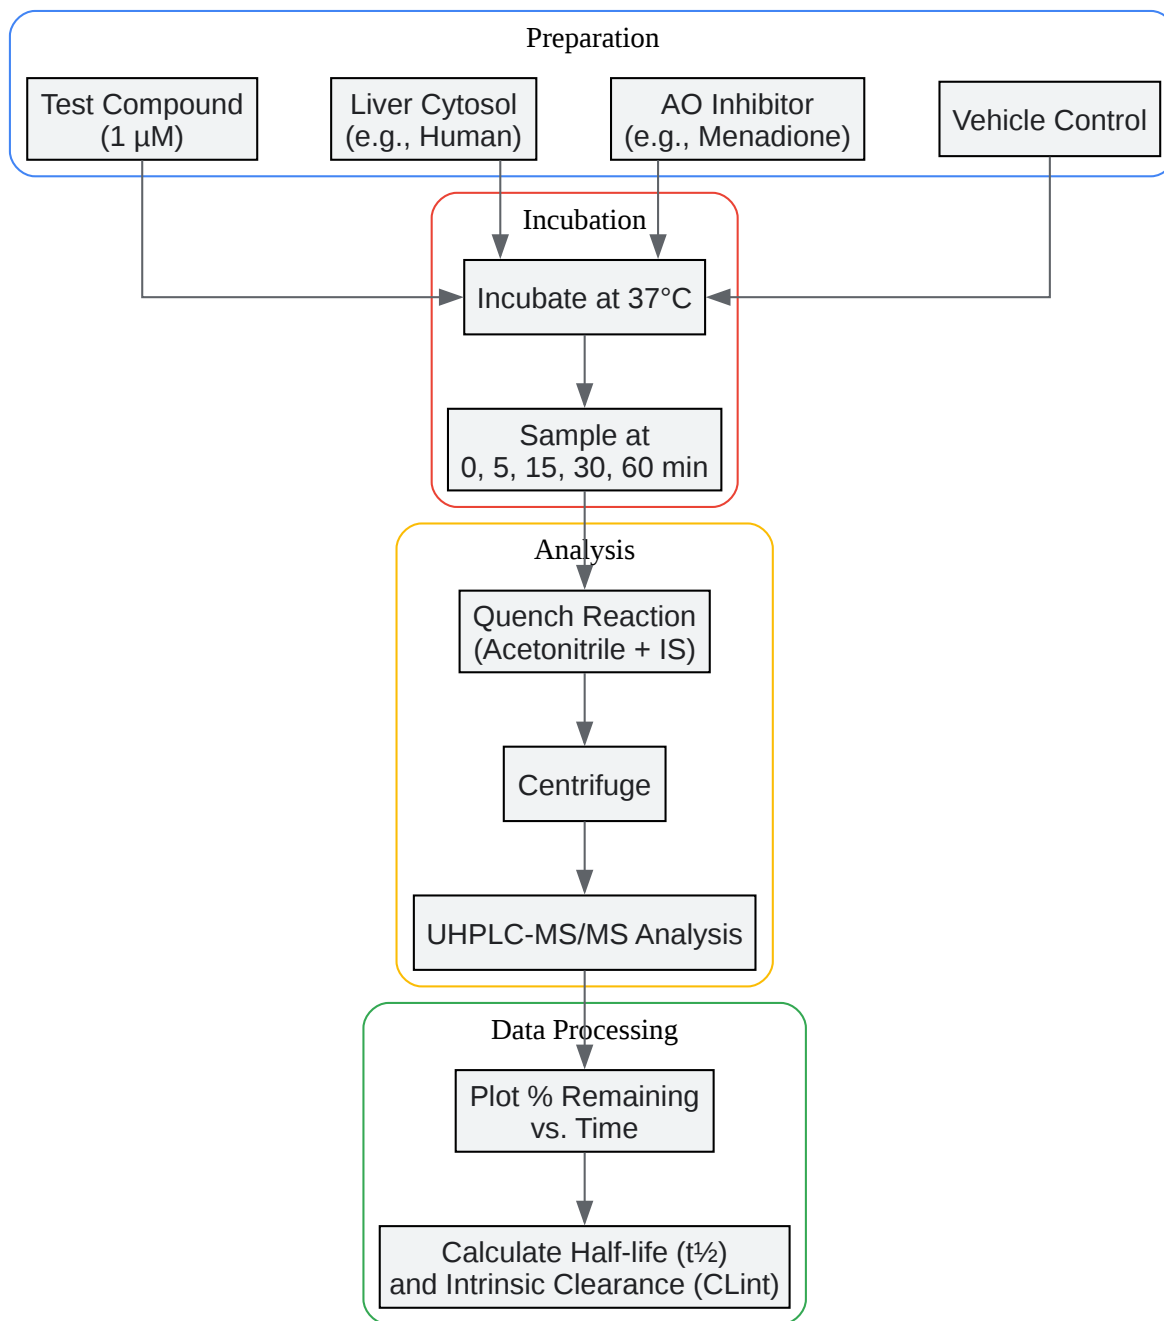 Preparation
Test Compound
(1 µM)
Liver Cytosol
(e.g., Human)
AO Inhibitor
(e.g., Menadione)
Vehicle Control
Incubation
Incubate at 37°C
Sample at
0, 5, 15, 30, 60 min
Analysis
Quench Reaction
(Acetonitrile + IS)
Centrifuge
UHPLC-MS/MS Analysis
Data Processing
Plot % Remaining
vs. Time
Calculate Half-life (t½)
and Intrinsic Clearance (CLint)